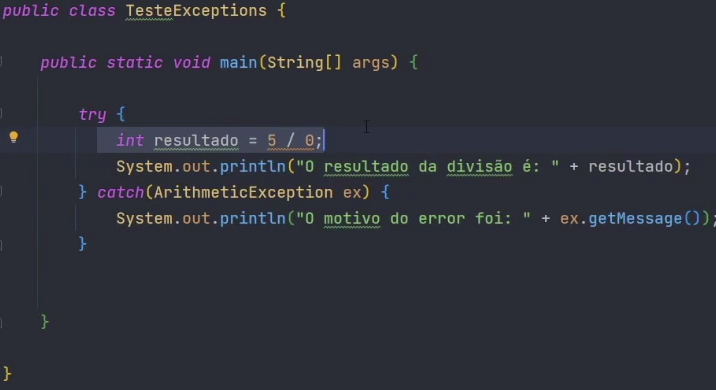 public class TesteExceptions {
public static void main(String[] args) {
try {
int resultado = 5 / 0;
System.out.println("O resultado da divisão é: " + resultado);
} catch(ArithmeticException ex) {
System.out.println("O motivo do error foi: " + ex.getMessage());
}
}
}